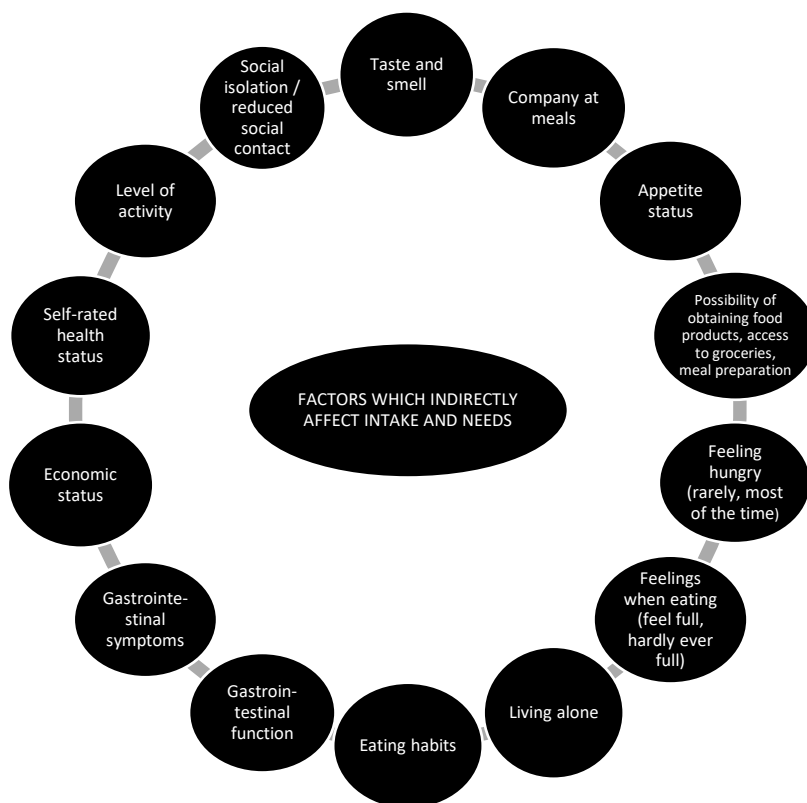 Taste and
smell
Company at
meals
Appetite
status
Possibility of
obtaining food
products, access
to groceries,
meal preparation
Feeling
hungry
(rarely, most
of the time)
Feelings
when eating
(feel full,
hardly ever
full)
Living alone
Eating habits
Gastroin-
testinal
function
Gastrointe-
stinal
symptoms
Economic
status
Self-rated
health
status
Level of
activity
Social
isolation /
reduced
social
contact
FACTORS WHICH INDIRECTLY
AFFECT INTAKE AND NEEDS